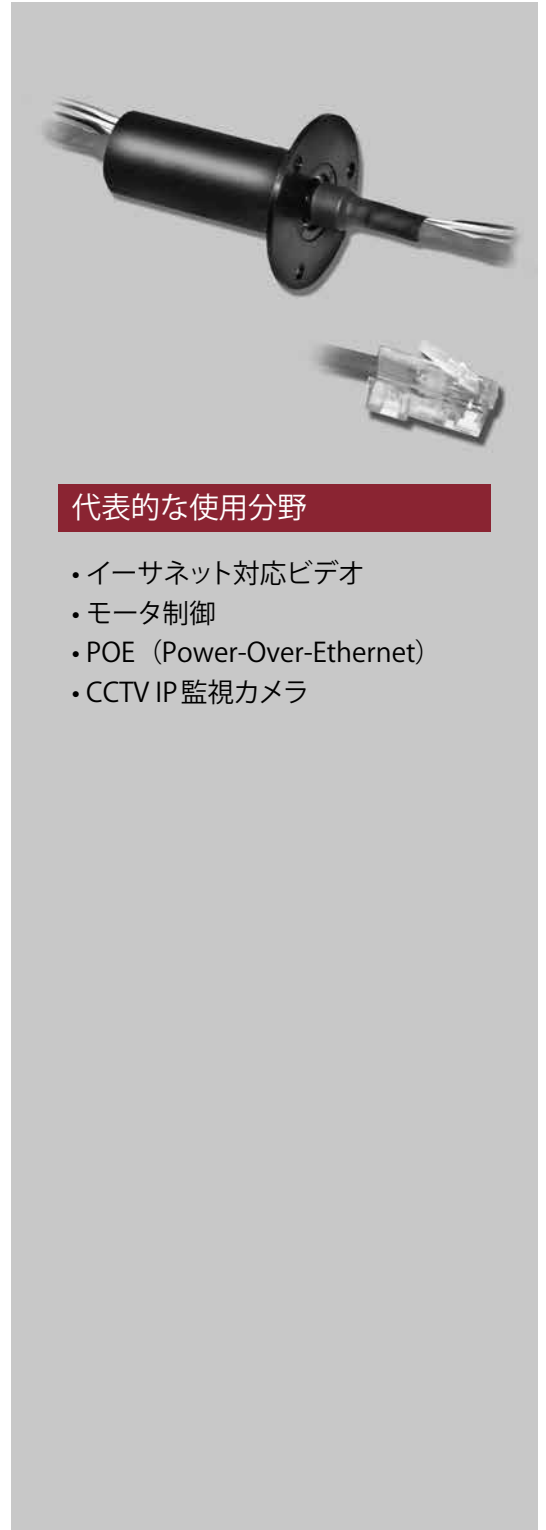 代表的な使用分野
• イーサネット対応ビデオ
• モータ制御
• POE（Power-Over-Ethernet）
• CCTV IP監視カメラ